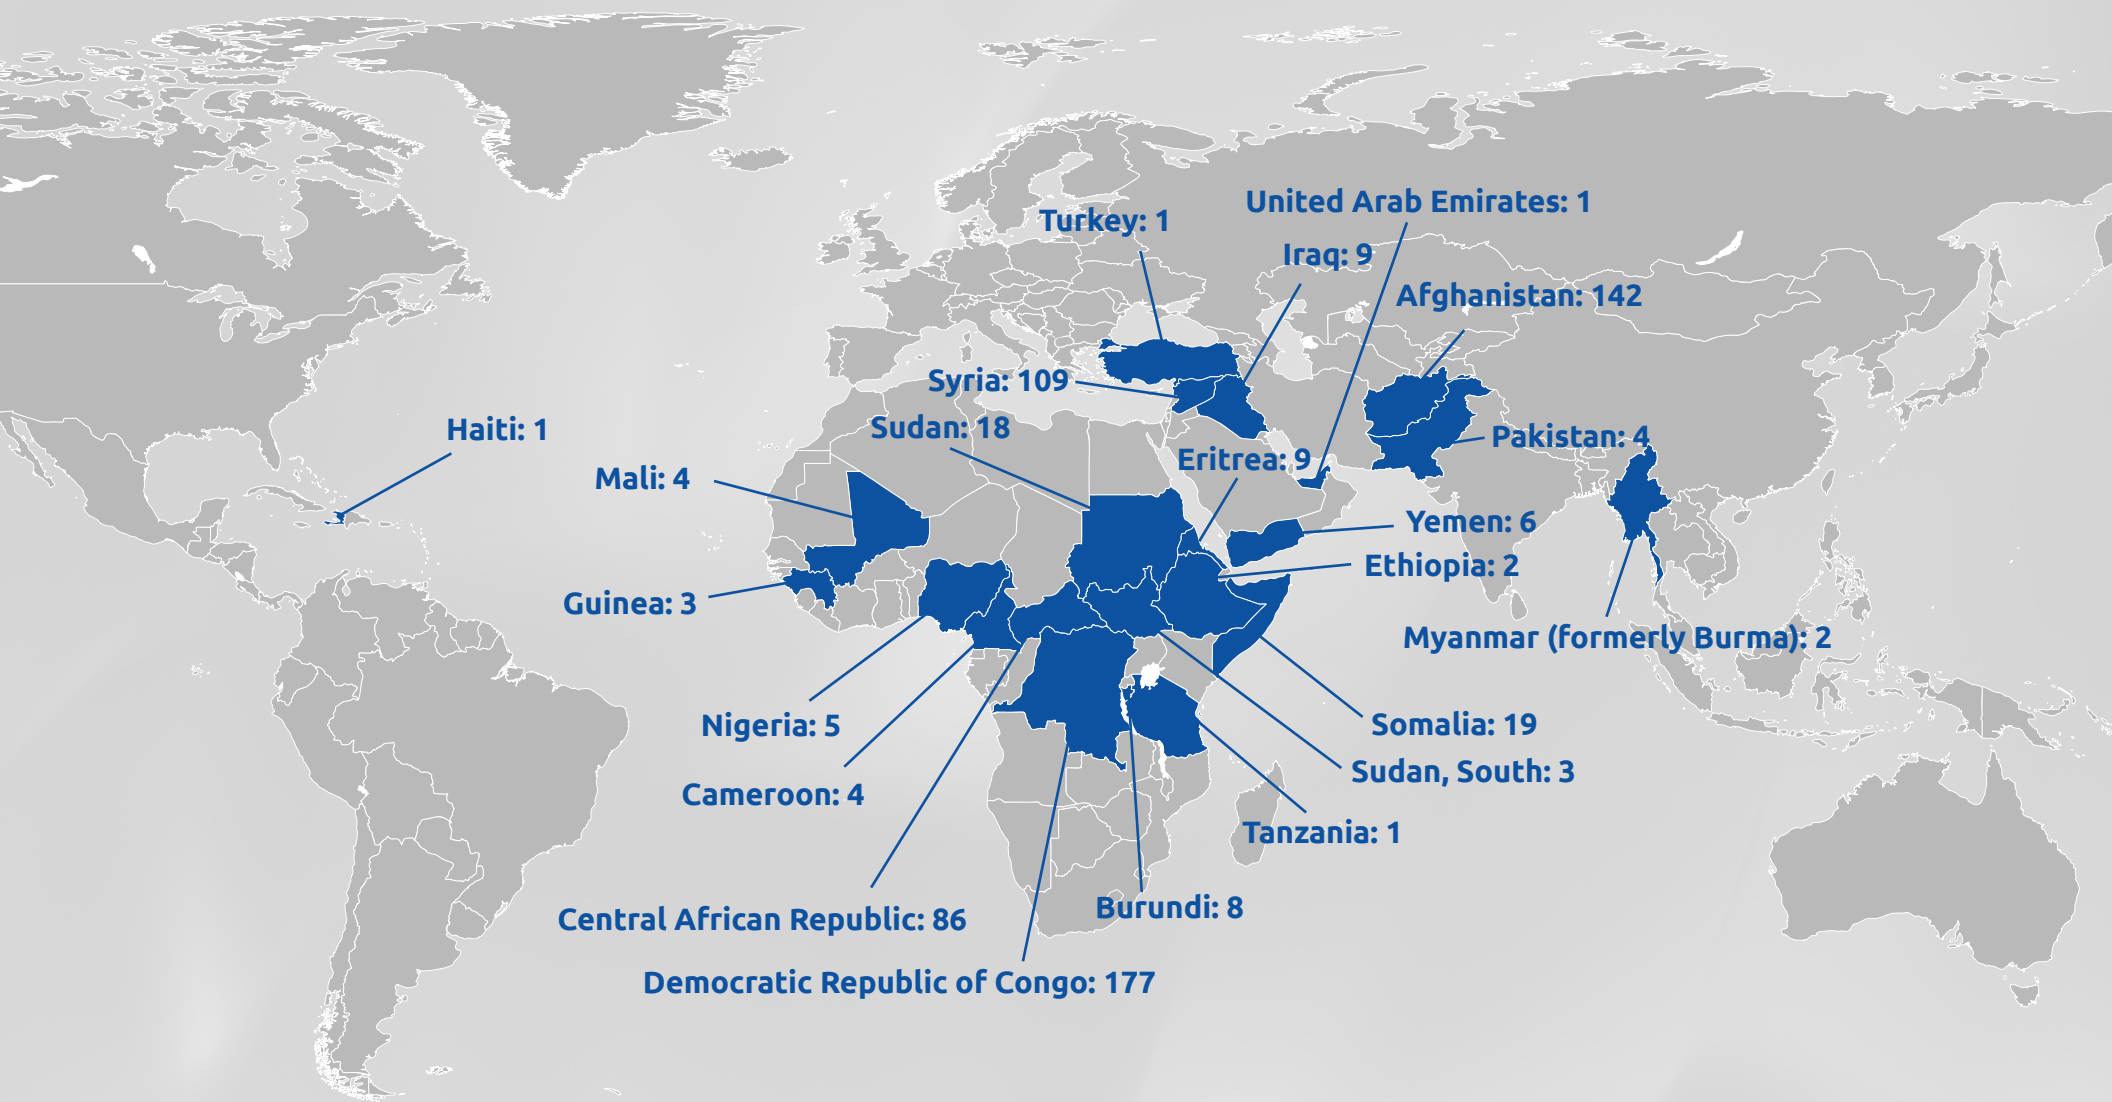 United Arab Emirates: 1
Turkey: 1
Iraq: 9
Afghanistan: 142
Syria: 109
Sudan: 18
Haiti: 1
Pakistan: 4
Eritrea: 9
Mali: 4
Yemen: 6
Ethiopia: 2
Guinea: 3
Myanmar (formerly Burma): 2
Nigeria: 5
Somalia: 19
Sudan, South: 3
Cameroon: 4
Tanzania: 1
Burundi: 8
Central African Republic: 86
Democratic Republic of Congo: 177